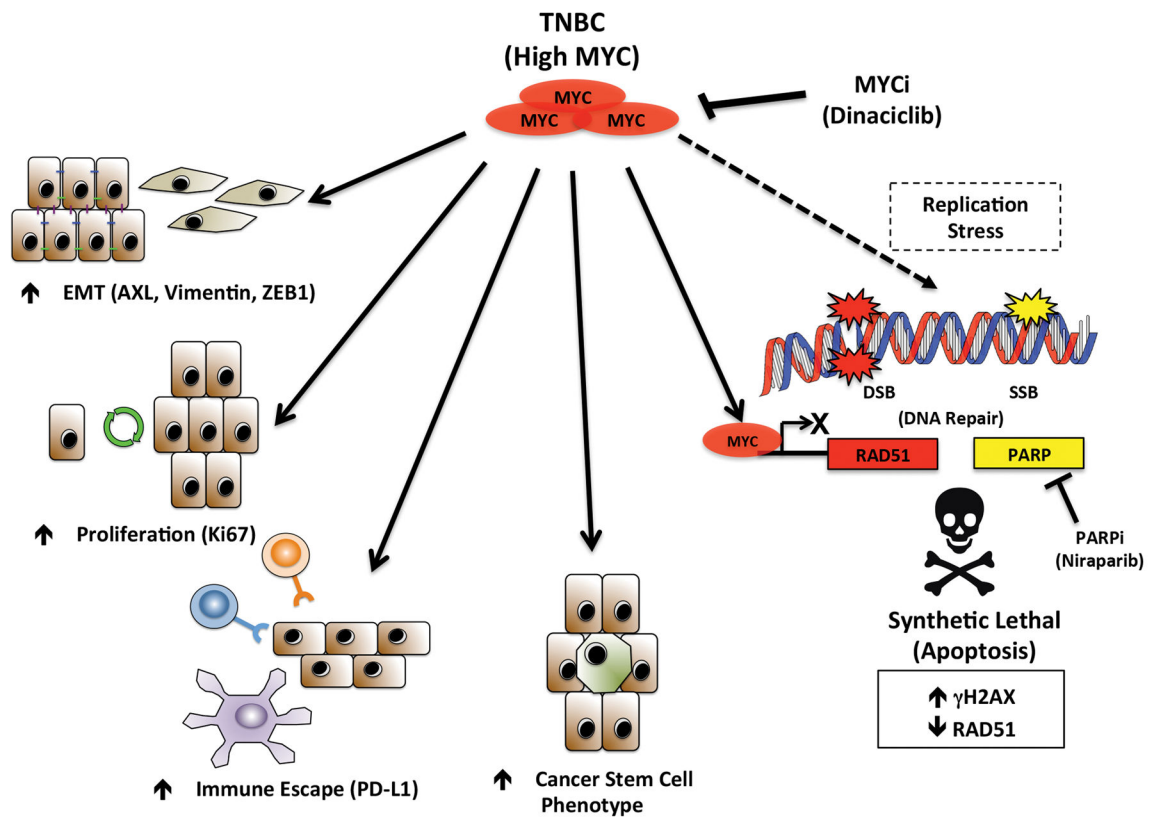 TNBC
(High MYC)
MYC
MYC
MYC
MYCi
(Dinaciclib)
Replication
Stress
EMT (AXL, Vimentin, ZEB1)
DSB
SSB
(DNA Repair)
MYC
X
RAD51
PARP
Proliferation (Ki67)
PARPi
(Niraparib)
Synthetic Lethal
(Apoptosis)
γH2AX
RAD51
Immune Escape (PD-L1)
Cancer Stem Cell
Phenotype